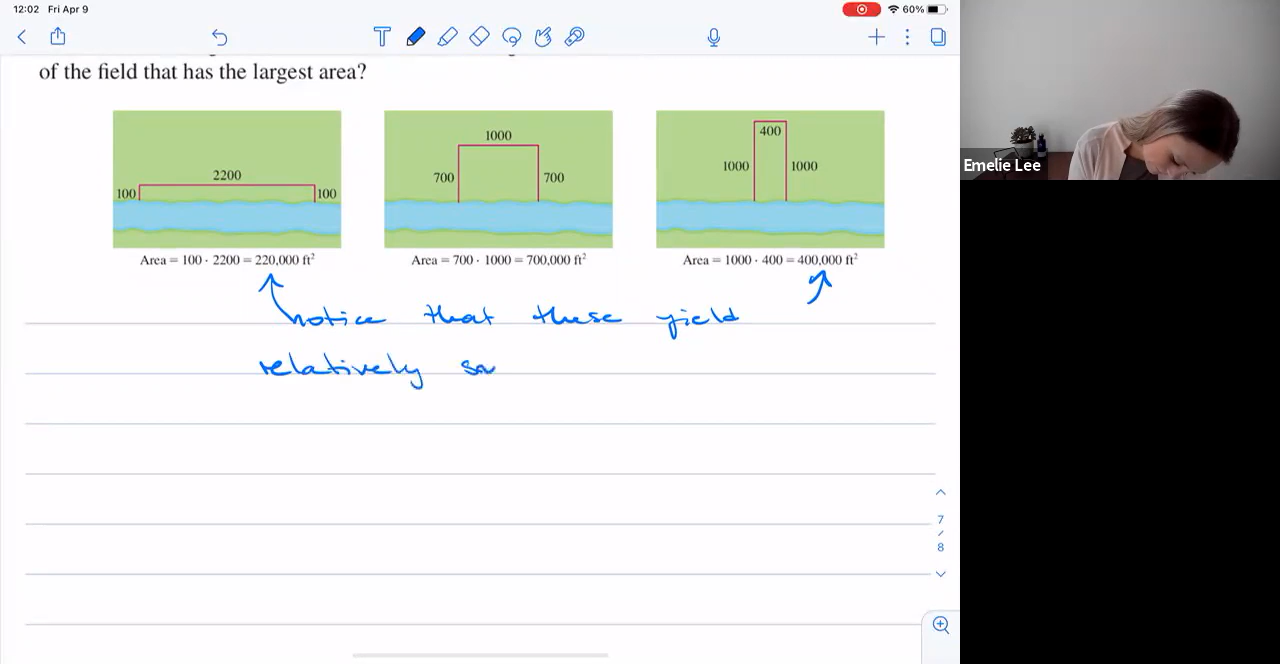 12:02 Fri Apr 9
60%
of the field that has the largest area?
2200
100
100
1000
700
700
400
1000
1000
Area = 100 · 2200 = 220,000 ft²
Area = 700 · 1000 = 700,000 ft²
Area = 1000 · 400 = 400,000 ft²
notice that these yield
relatively
7
/
8
Emelie Lee